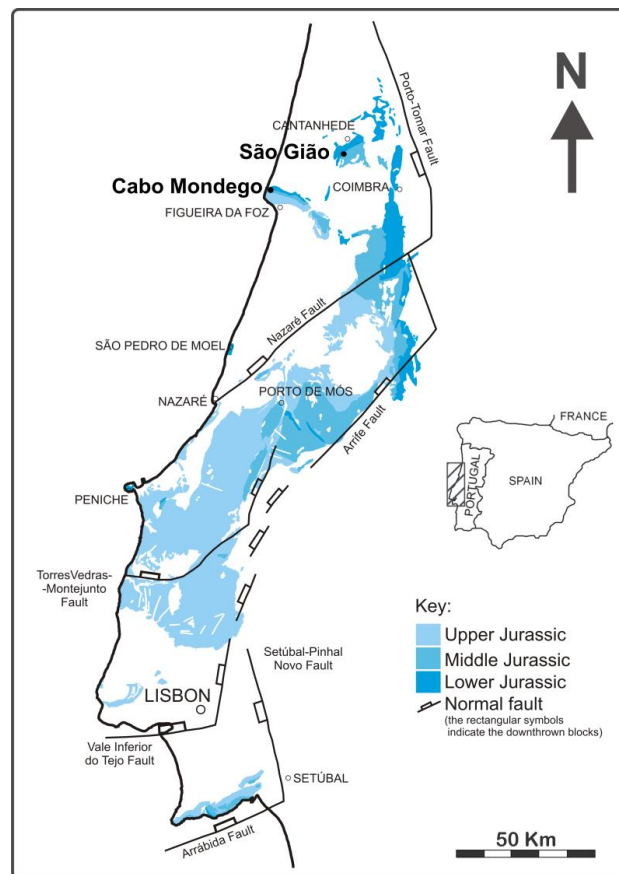 N
Porto-Tomar Fault
CANTANHEDE
São Gião
Cabo Mondego
COIMBRA
FIGUEIRA DA FOZ
Nazaré Fault
SÃO PEDRO DE MOEL
NAZARÉ
PORTO DE MÓS
Arrife Fault
FRANCE
PORTUGAL
SPAIN
PENICHE
TorresVedras-
-Montejunto
Fault
Key:
Upper Jurassic
Middle Jurassic
Lower Jurassic
Normal fault
(the rectangular symbols
indicate the downthrown blocks)
Setúbal-Pinhal
Novo Fault
LISBON
Vale Inferior
do Tejo Fault
SETÚBAL
Arrábida Fault
50 Km